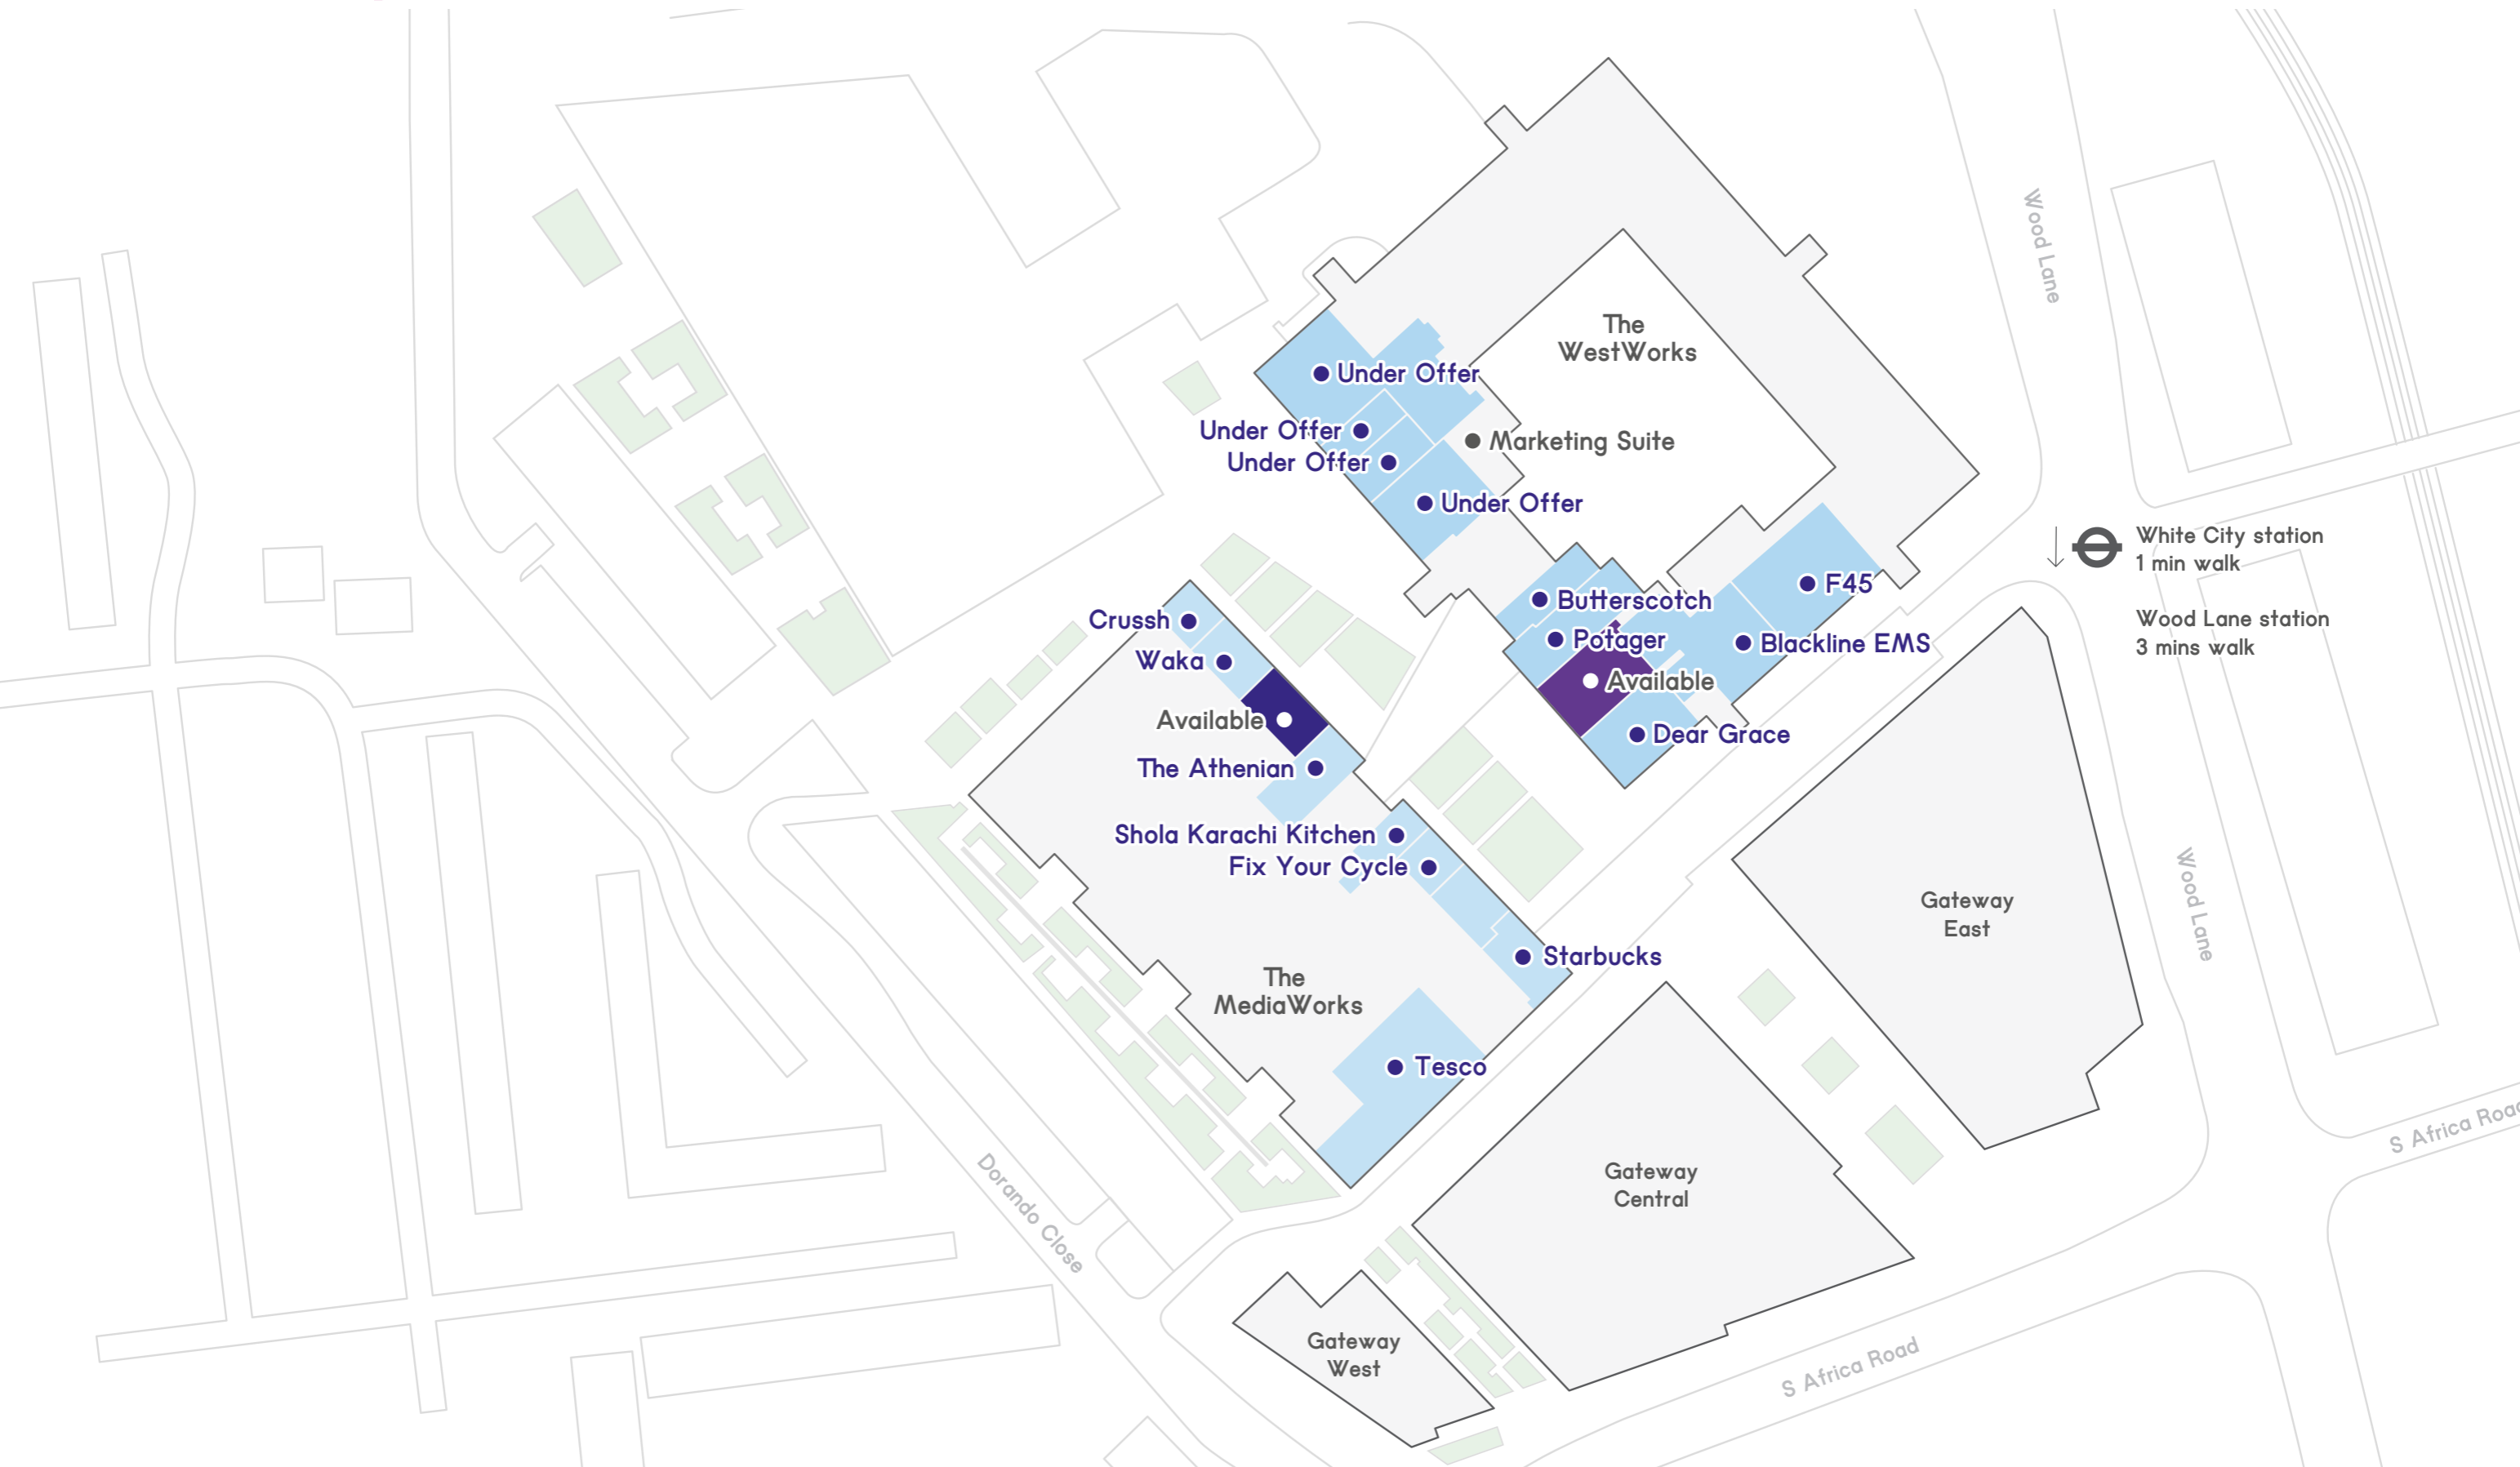 Wood Lane
The
WestWorks
Under Offer
Under Offer
Marketing Suite
Under Offer
Under Offer
White City station
1 min walk
Wood Lane station
3 mins walk
F45
Butterscotch
Potager
Blackline EMS
Available
Dear Grace
Crussh
Waka
Available
The Athenian
Shola Karachi Kitchen
Fix Your Cycle
Starbucks
The
MediaWorks
Tesco
Gateway
East
Wood Lane
S Africa Road
Gateway
Central
Dorando Close
Gateway
West
S Africa Road